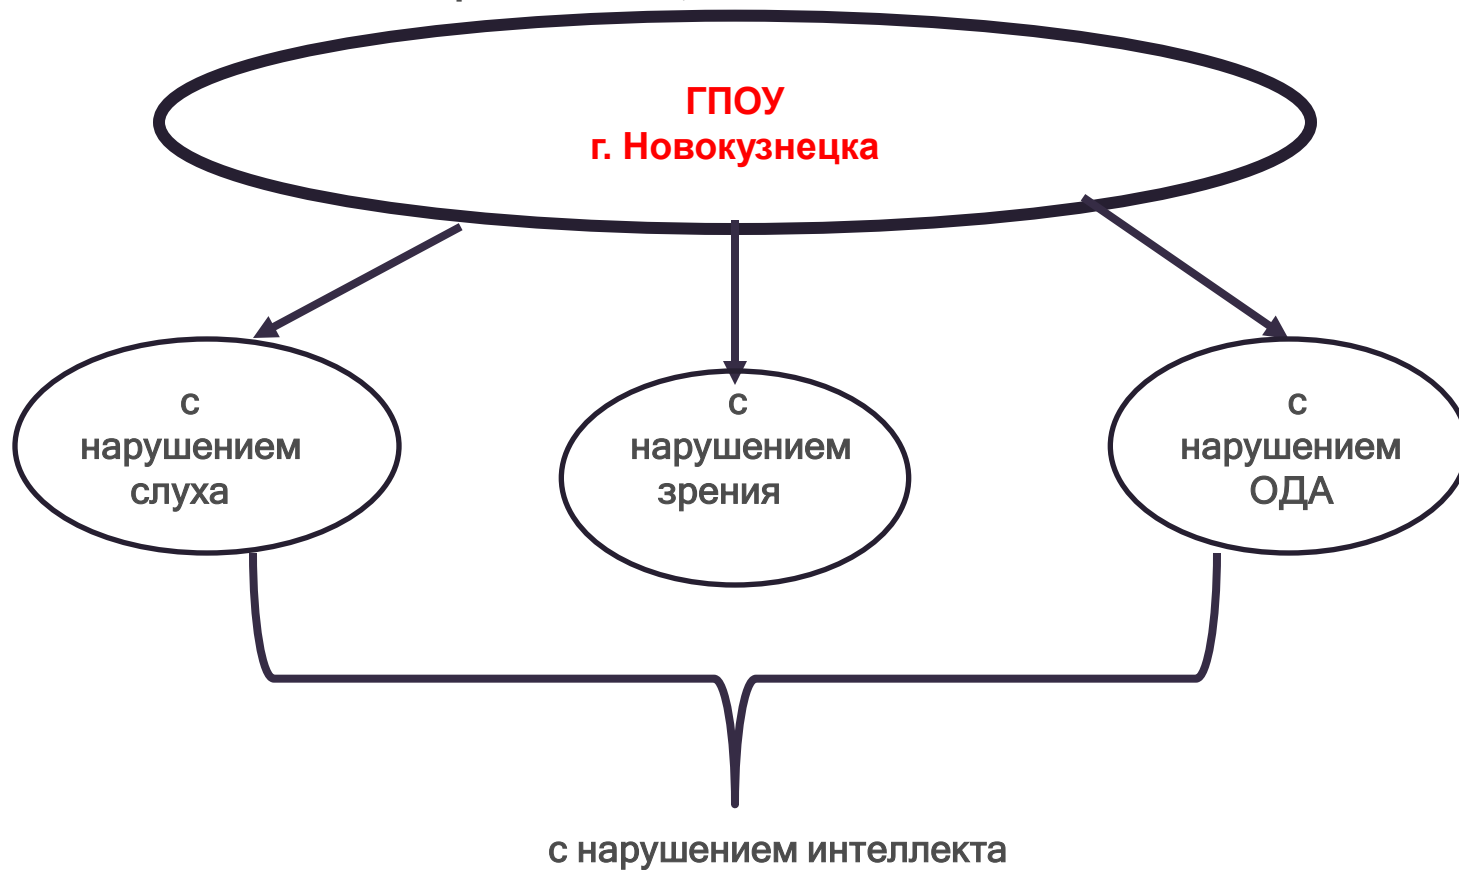 ГПОУ
г. Новокузнецка
с
нарушением
слуха
с
нарушением
зрения
с
нарушением
ОДА
с нарушением интеллекта